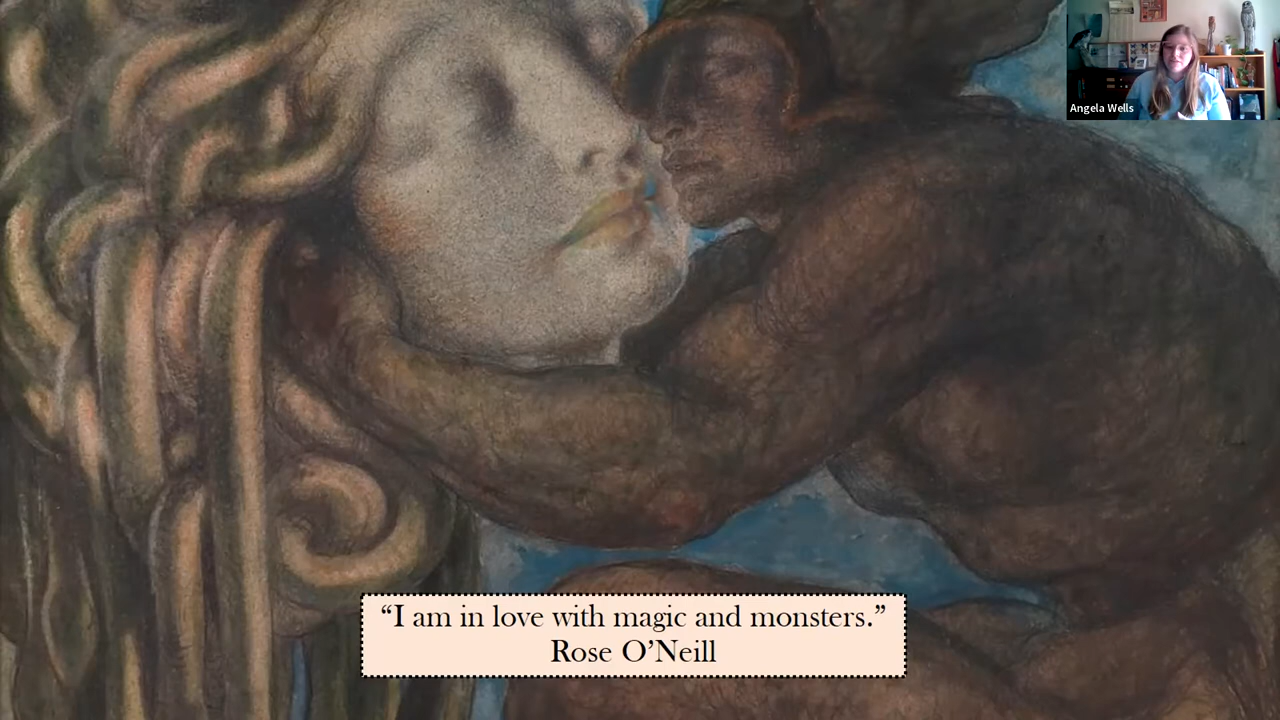 Angela Wells
“I am in love with magic and monsters.”
Rose O’Neill